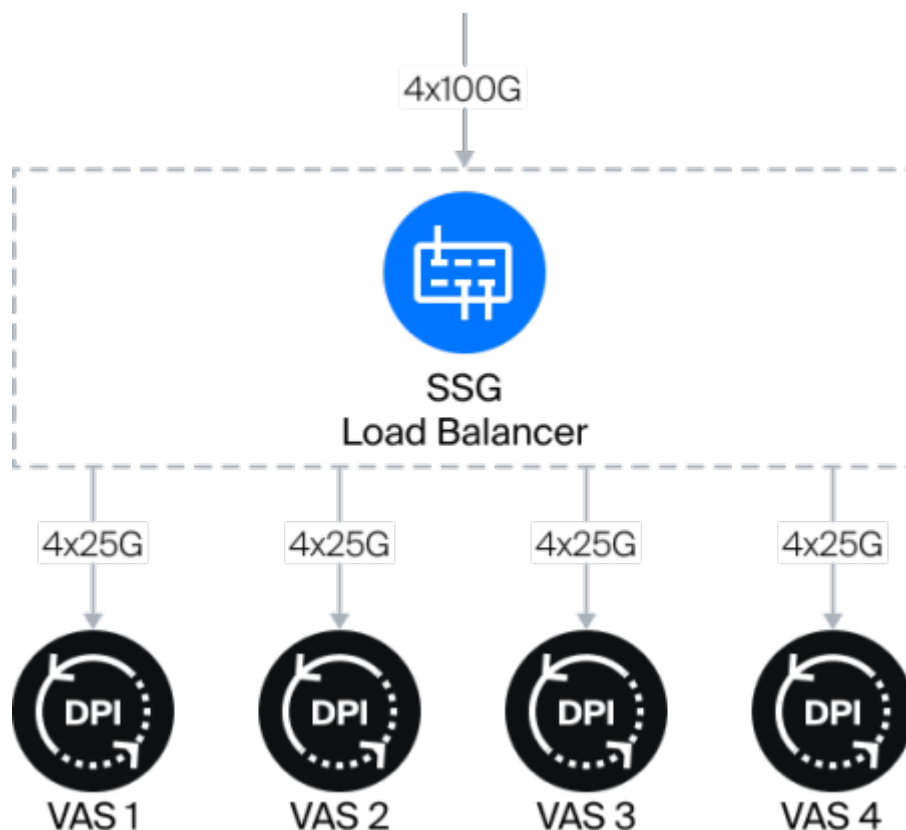 4x100G
SSG
Load Balancer
4x25G
4x25G
4x25G
4x25G
DPI
DPI
DPI
DPI
VAS 1
VAS 2
VAS 3
VAS 4